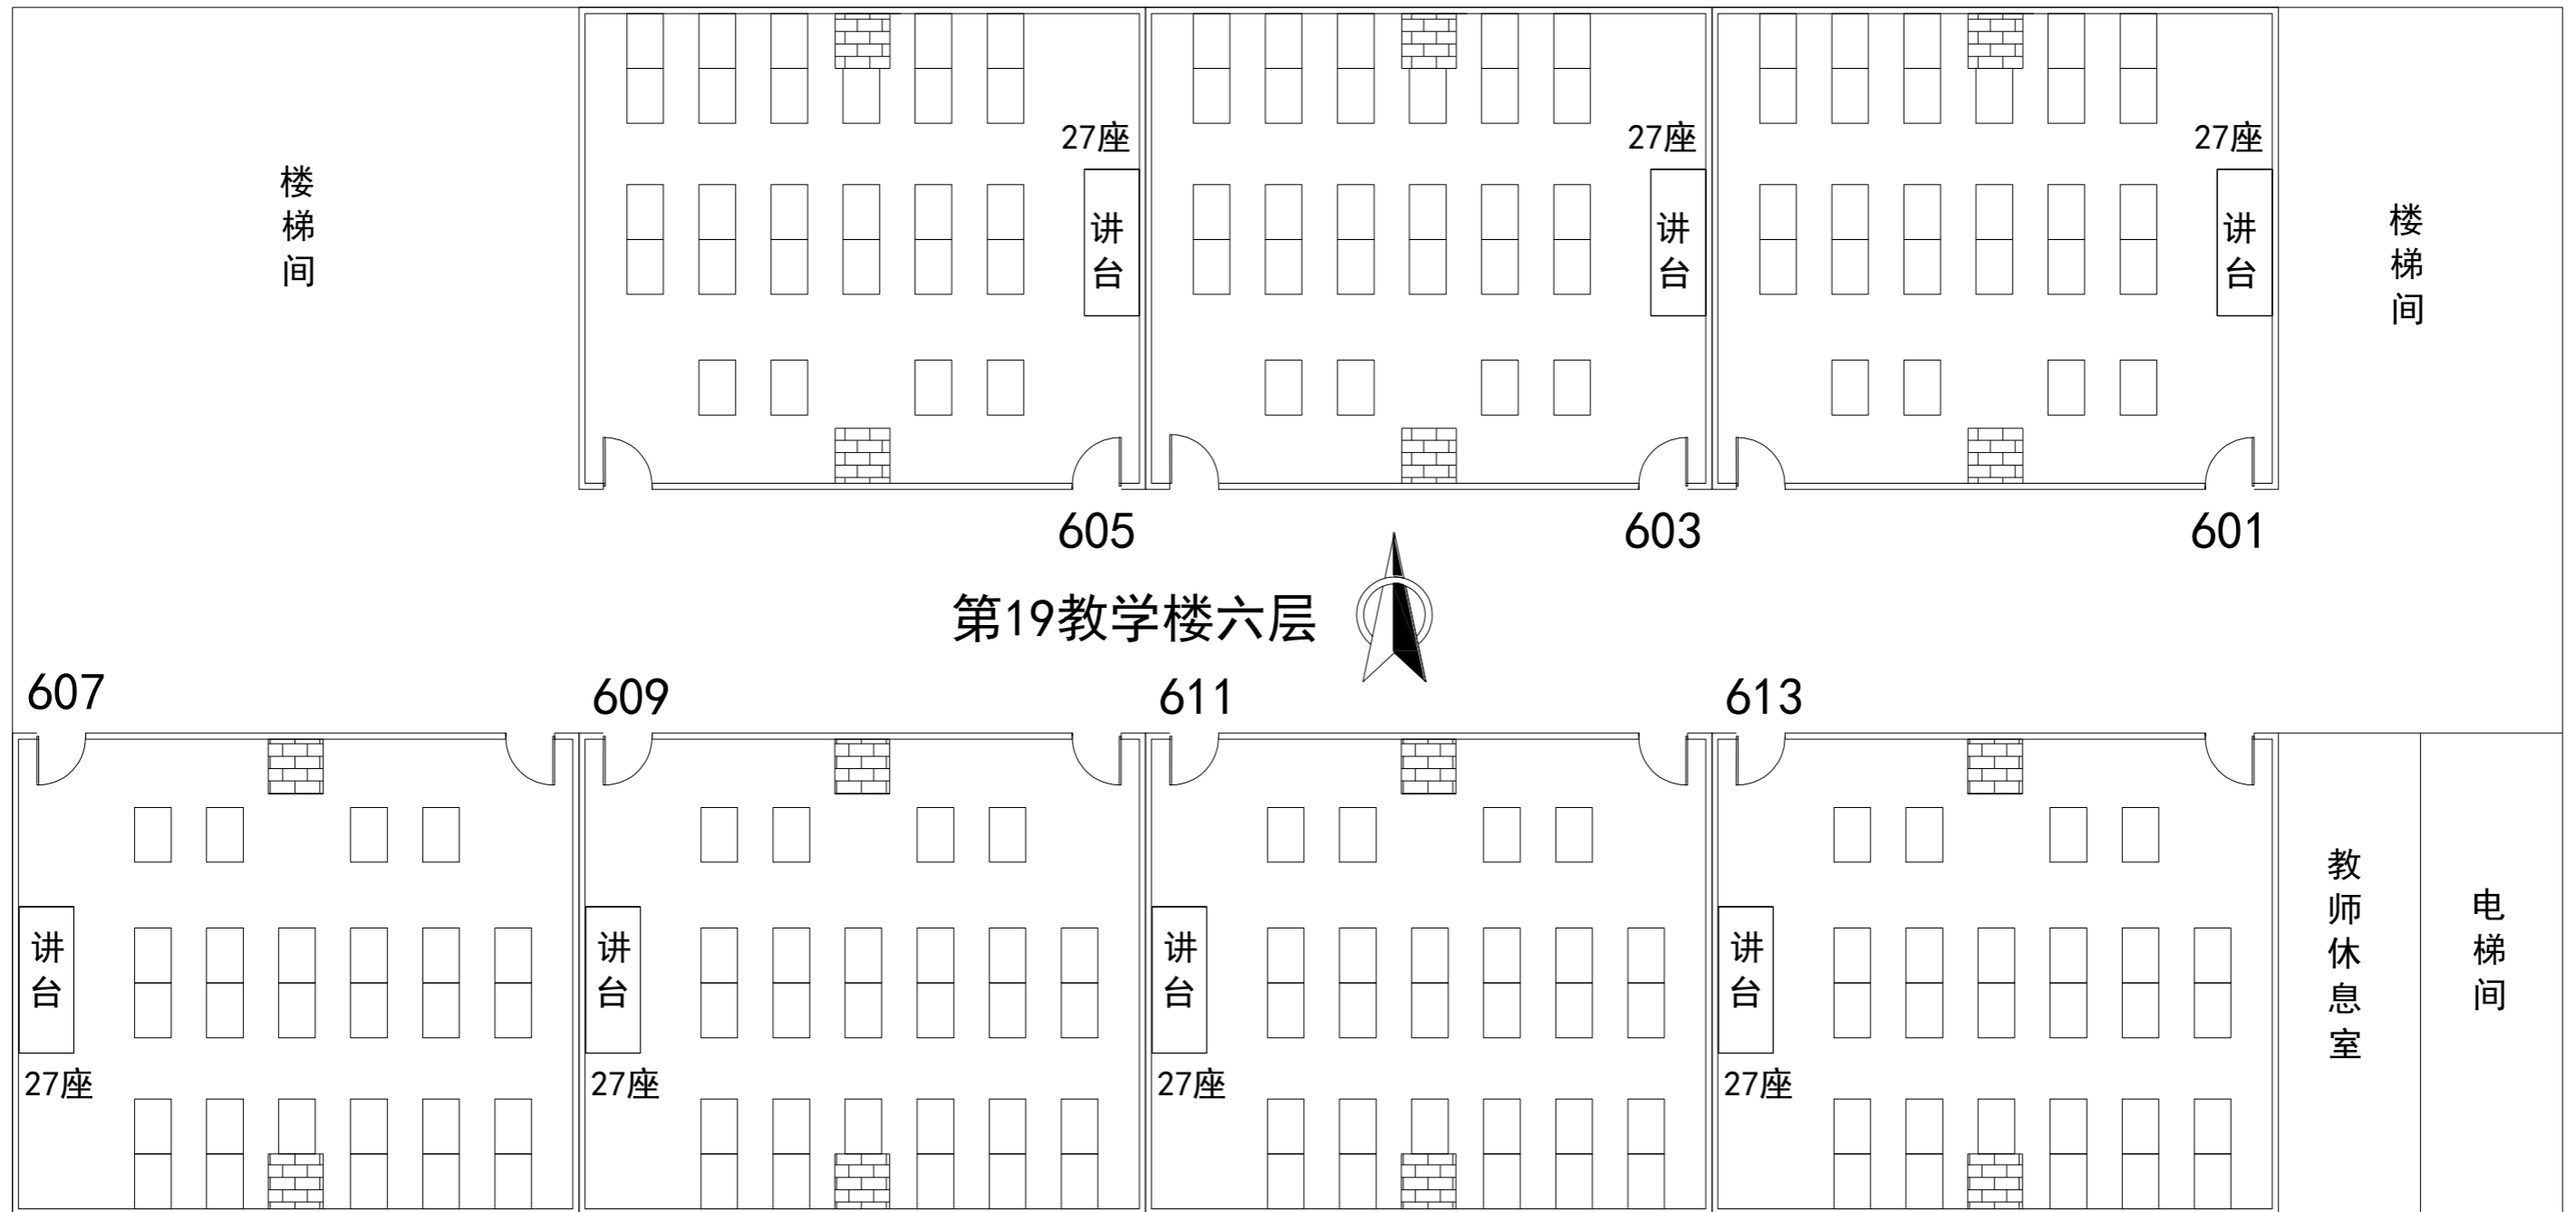 27座
27座
27座
楼梯间
讲台
讲台
讲台
楼梯间
605
603
601
第19教学楼六层
607
609
611
613
讲台
讲台
讲台
讲台
教师休息室
电梯间
27座
27座
27座
27座